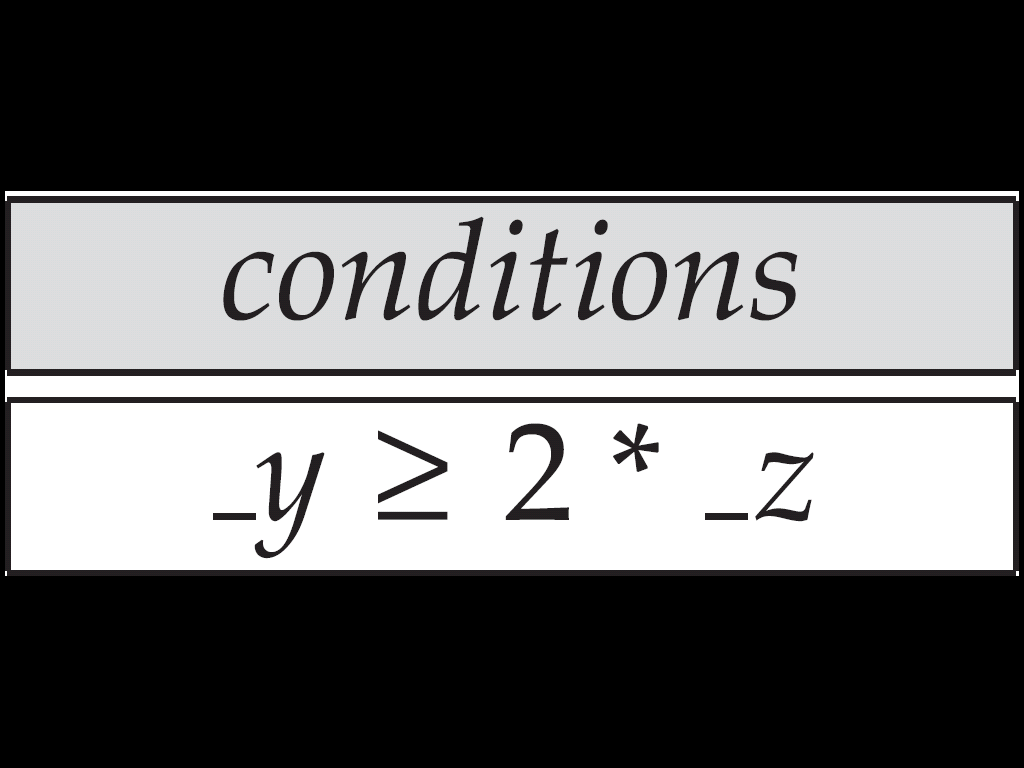 conditions
_y ≥ 2 * _z